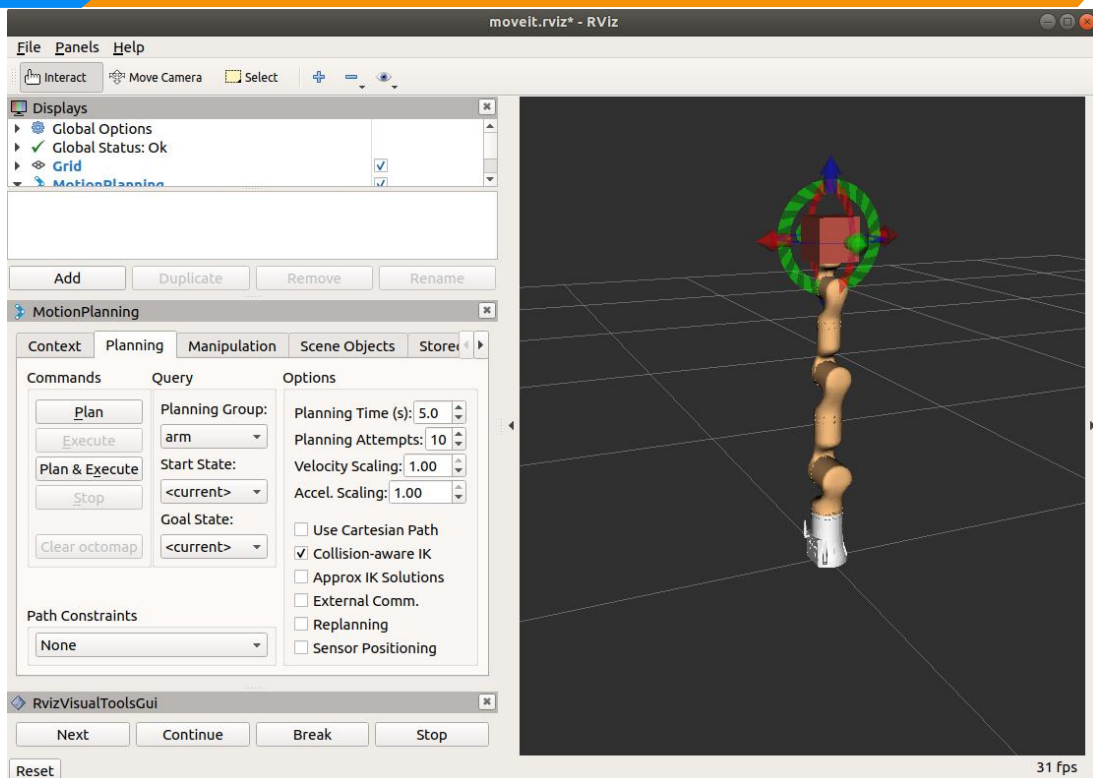 moveit.rviz* - RViz
File Panels Help
Interact Move Camera Select
Displays
Global Options
Global Status: Ok
Grid
MotionPlanning
Add Duplicate Remove Rename
MotionPlanning
Context Planning Manipulation Scene Objects Store
Commands Query Options
Plan Planning Group: Planning Time (s): 5.0
Execute arm Planning Attempts: 10
Plan & Execute Start State: Velocity Scaling: 1.00
Stop <current> Accel. Scaling: 1.00
Goal State: Use Cartesian Path
Clear octomap <current> Collision-aware IK
Approx IK Solutions
External Comm.
Path Constraints Replanning
None Sensor Positioning
RvizVisualToolsGui
Next Continue Break Stop
Reset 31 fps